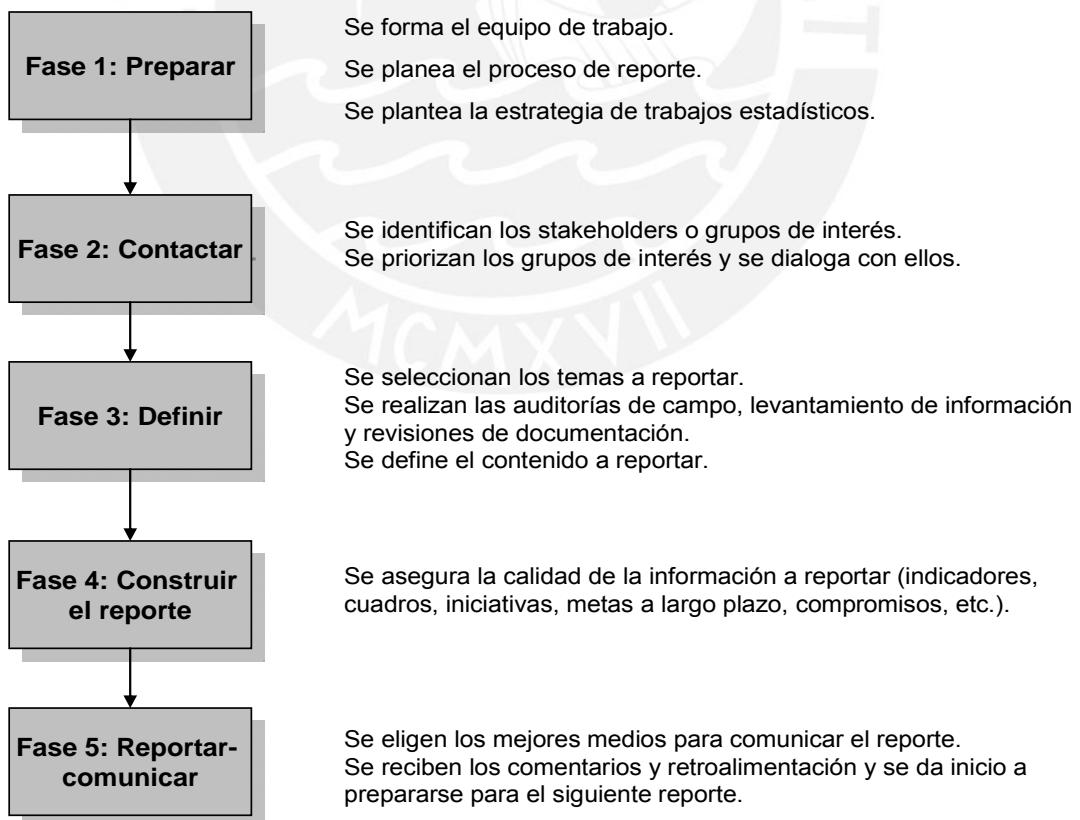 Fase 1: Preparar
Se forma el equipo de trabajo.
Se planea el proceso de reporte.
Se plantea la estrategia de trabajos estadísticos.
Fase 2: Contactar
Se identifican los stakeholders o grupos de interés.
Se priorizan los grupos de interés y se dialoga con ellos.
MCMXVII
Fase 3: Definir
Se seleccionan los temas a reportar.
Se realizan las auditorías de campo, levantamiento de información
y revisiones de documentación.
Se define el contenido a reportar.
Fase 4: Construir
el reporte
Se asegura la calidad de la información a reportar (indicadores,
cuadros, iniciativas, metas a largo plazo, compromisos, etc.).
Fase 5: Reportar-
comunicar
Se eligen los mejores medios para comunicar el reporte.
Se reciben los comentarios y retroalimentación y se da inicio a
prepararse para el siguiente reporte.